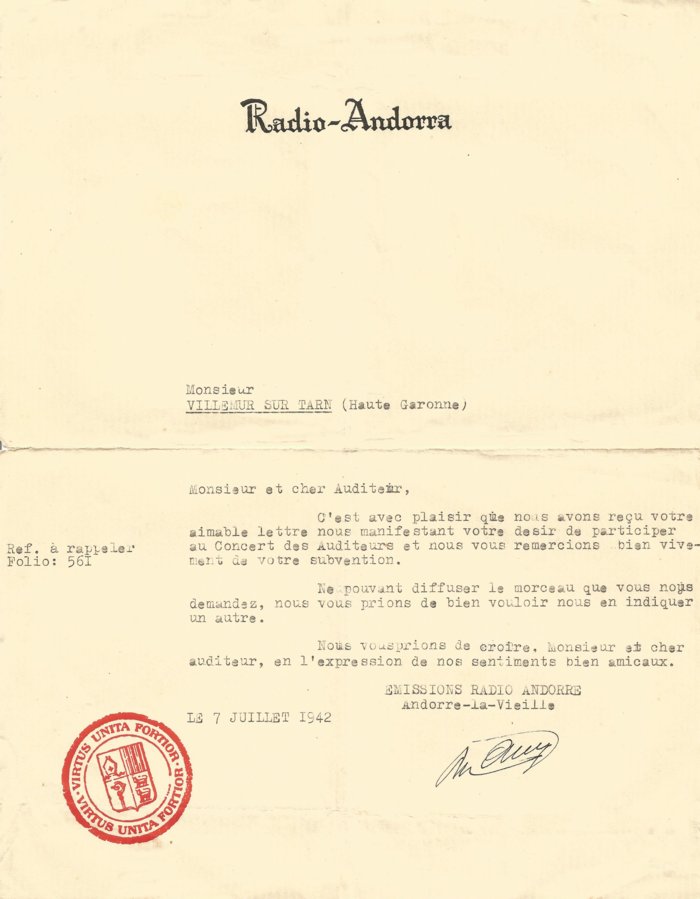 Radio-Andorra
Monsieur
VILLEMUR SUR TARN (Haute Garonne)
Monsieur et cher Auditeur,
C'est avec plaisir que nous avons reçu votre
aimable lettre nous manifestant votre desir de participer
Ref. à rappeler
au Concert des Auditeurs et nous vous remercions bien vive-
Folio: 56I
ment de votre subvention.
Ne pouvant diffuser le morceau que vous nous
demandez, nous vous prions de bien vouloir nous en indiquer
un autre.
Nous vousprions de croire, Monsieur et cher
auditeur, en l'expression de nos sentiments bien amicaux.
EMISSIONS RADIO ANDORRE
Andorre-la-Vieille
LE 7 JUILLET I942
VIRTUS UNITA FORTIOR · VIRTUS UNITA FORTIOR ·